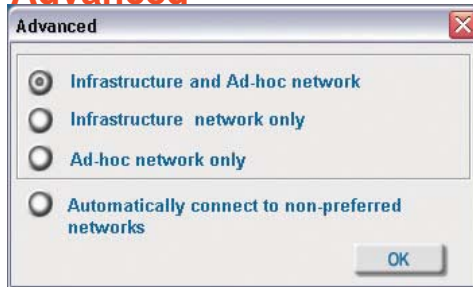 Advanced
Advanced
Infrastructure and Ad-hoc network
Infrastructure network only
Ad-hoc network only
Automatically connect to non-preferred
networks
OK